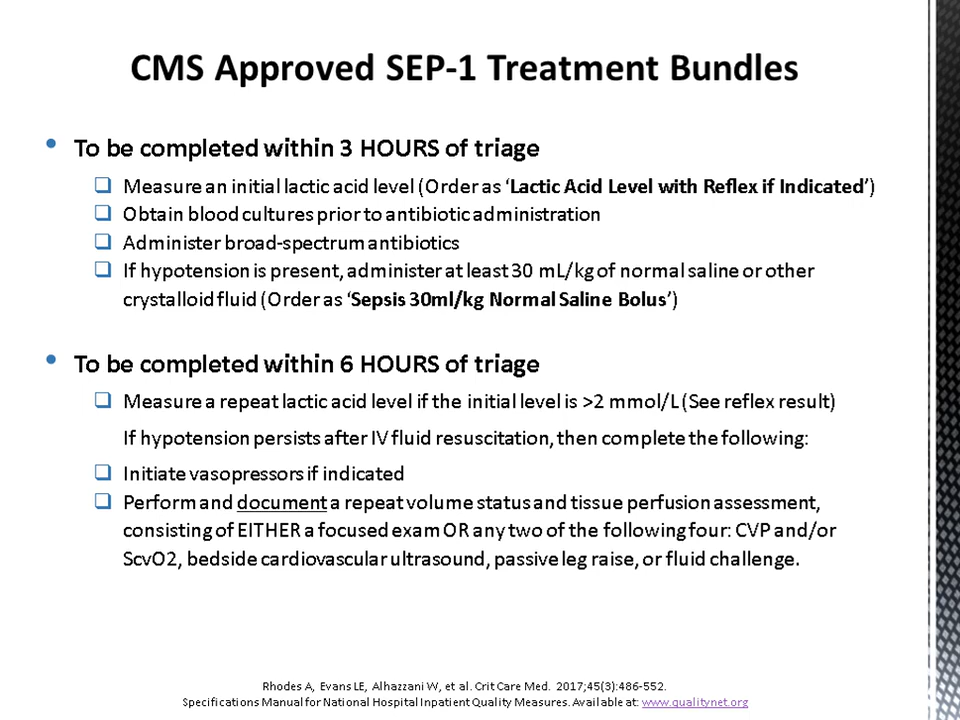 CMS Approved SEP-1 Treatment Bundles
• To be completed within 3 HOURS of triage
❑ Measure an initial lactic acid level (Order as ‘Lactic Acid Level with Reflex if Indicated’)
❑ Obtain blood cultures prior to antibiotic administration
❑ Administer broad-spectrum antibiotics
❑ If hypotension is present, administer at least 30 mL/kg of normal saline or other
crystalloid fluid (Order as ‘Sepsis 30ml/kg Normal Saline Bolus’)
• To be completed within 6 HOURS of triage
❑ Measure a repeat lactic acid level if the initial level is >2 mmol/L (See reflex result)
If hypotension persists after IV fluid resuscitation, then complete the following:
❑ Initiate vasopressors if indicated
❑ Perform and document a repeat volume status and tissue perfusion assessment,
consisting of EITHER a focused exam OR any two of the following four: CVP and/or
ScvO2, bedside cardiovascular ultrasound, passive leg raise, or fluid challenge.
Rhodes A, Evans LE, Alhazzani W, et al. Crit Care Med. 2017;45(3):486-552.
Specifications Manual for National Hospital Inpatient Quality Measures. Available at: www.qualitynet.org